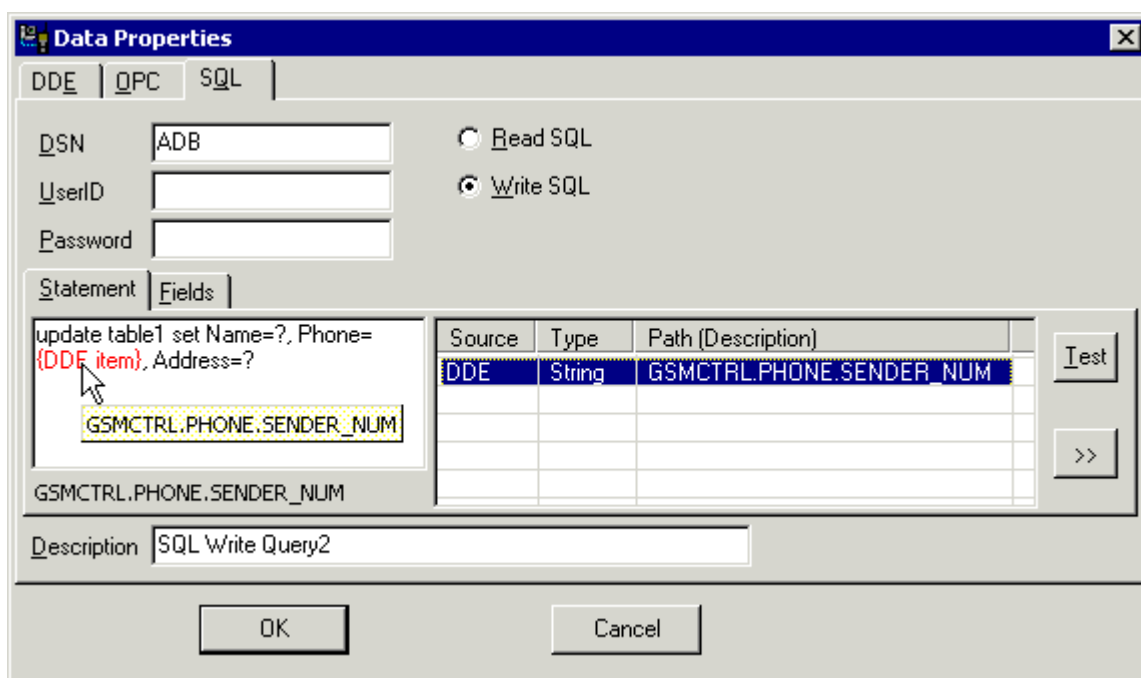 Data Properties
DDE OPC SQL
DSN ADB Read SQL
UserID Write SQL
Password
Statement Fields
update table1 set Name=?, Phone=
{DDE item}, Address=?
GSMCTRL.PHONE.SENDER_NUM
GSMCTRL.PHONE.SENDER_NUM
Source Type Path (Description)
DDE String GSMCTRL.PHONE.SENDER_NUM
Test
>>
Description SQL Write Query2
OK Cancel